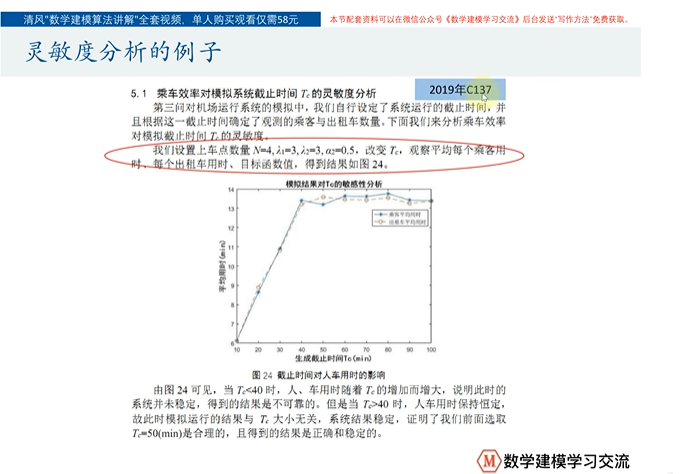 清风"数学建模算法讲解"全套视频，单人购买观看仅需58元
本节配套资料可以在微信公众号《数学建模学习交流》后台发送"写作方法"免费获取。
灵敏度分析的例子
2019年C137
5.1 乘车效率对模拟系统截止时间 Tc 的灵敏度分析
第三问对机场运行系统的模拟中，我们自行设定了系统运行的截止时间，并
且根据这一截止时间确定了观测的乘客与出租车数量。下面我们来分析乘车效率
对模拟截止时间 Tc 的灵敏度。
我们设置上车点数量 N=4, λ1=3, λ2=3, α2=0.5，改变 Tc，观察平均每个乘客用
时、每个出租车用时、目标函数值，得到结果如图 24。
模拟结果对Tc的敏感性分析
乘客平均用时
出租车平均用时
平均用时(min)
14
13
12
11
10
9
8
7
6
10 20 30 40 50 60 70 80 90 100
生成截止时间Tc(min)
图 24 截止时间对人车用时的影响
由图 24 可见，当 Tc<40 时，人、车用时随着 Tc 的增加而增大，说明此时的
系统并未稳定，得到的结果是不可靠的。但是当 Tc>40 时，人车用时保持恒定，
故此时模拟运行的结果与 Tc 大小无关，系统结果稳定，证明了我们前面选取
Tc=50(min)是合理的，且得到的结果是正确和稳定的。
数学建模学习交流